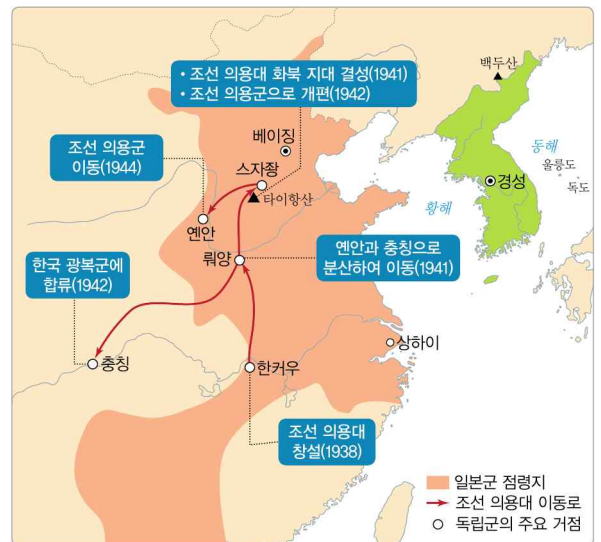 백두산
• 조선 의용대 화북 지대 결성(1941)
• 조선 의용군으로 개편(1942)
베이징
조선 의용군
이동(1944)
스자좡
타이항산
동해
울릉도
독도
경성
황해
옌안
한국 광복군에
합류(1942)
뤄양
옌안과 충칭으로
분산하여 이동(1941)
상하이
충칭
한커우
조선 의용대
창설(1938)
일본군 점령지
조선 의용대 이동로
독립군의 주요 거점